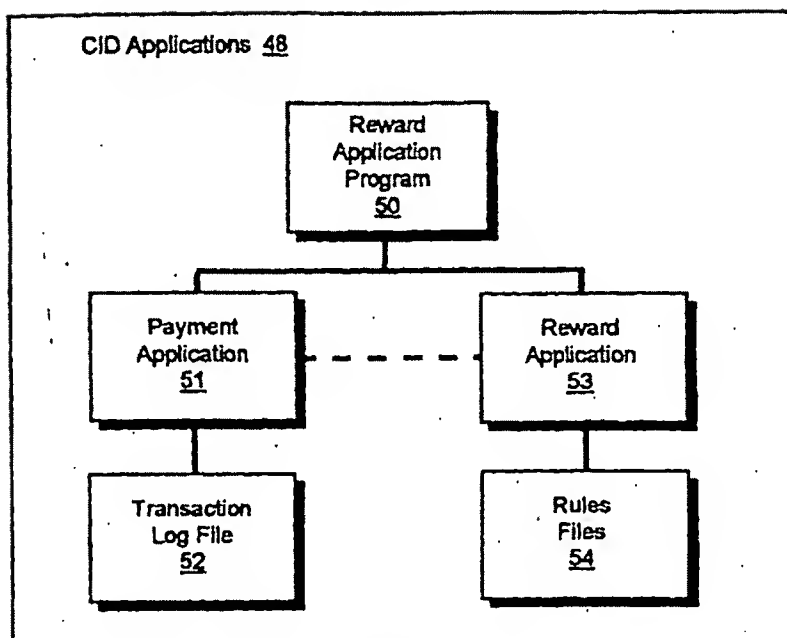 CID Applications 48
Reward
Application
Program
50
Payment
Application
51
Reward
Application
53
Transaction
Log File
52
Rules
Files
54